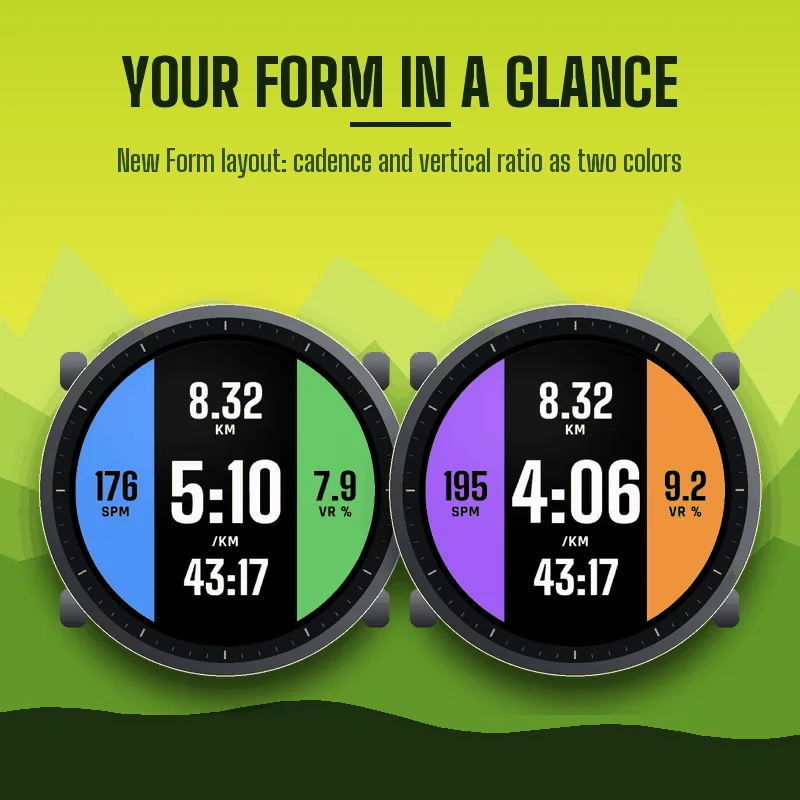 YOUR FORM IN A GLANCE
New Form layout: cadence and vertical ratio as two colors
8.32
KM
176
SPM
5:10
/KM
7.9
VR %
43:17
8.32
KM
195
SPM
4:06
/KM
9.2
VR %
43:17